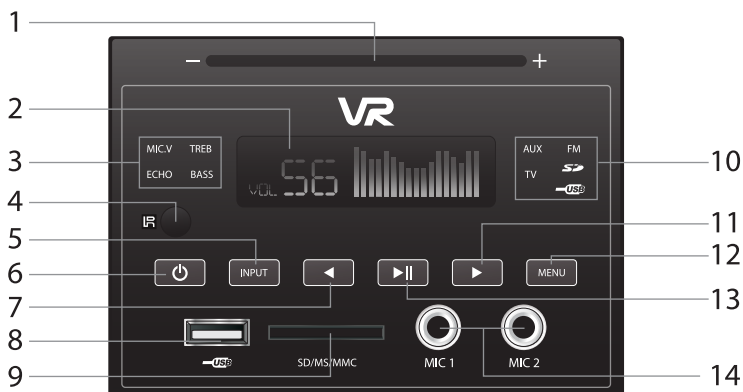 1
− +
2
VR
3
MIC.V TREB
ECHO BASS
VOL 56
AUX FM
TV SD
USB
10
4
IR
5
11
6
INPUT
MENU
12
7
13
8
USB
9
SD/MS/MMC
MIC 1
MIC 2
14